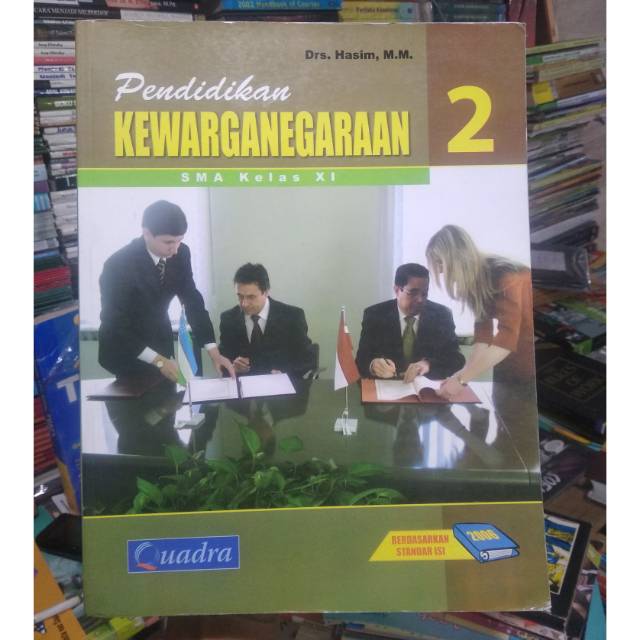 Drs. Hasim, M.M.
Pendidikan
KEWARGANEGARAAN
2
SMA Kelas XI
Quadra
BERDASARKAN
STANDAR ISI
2006